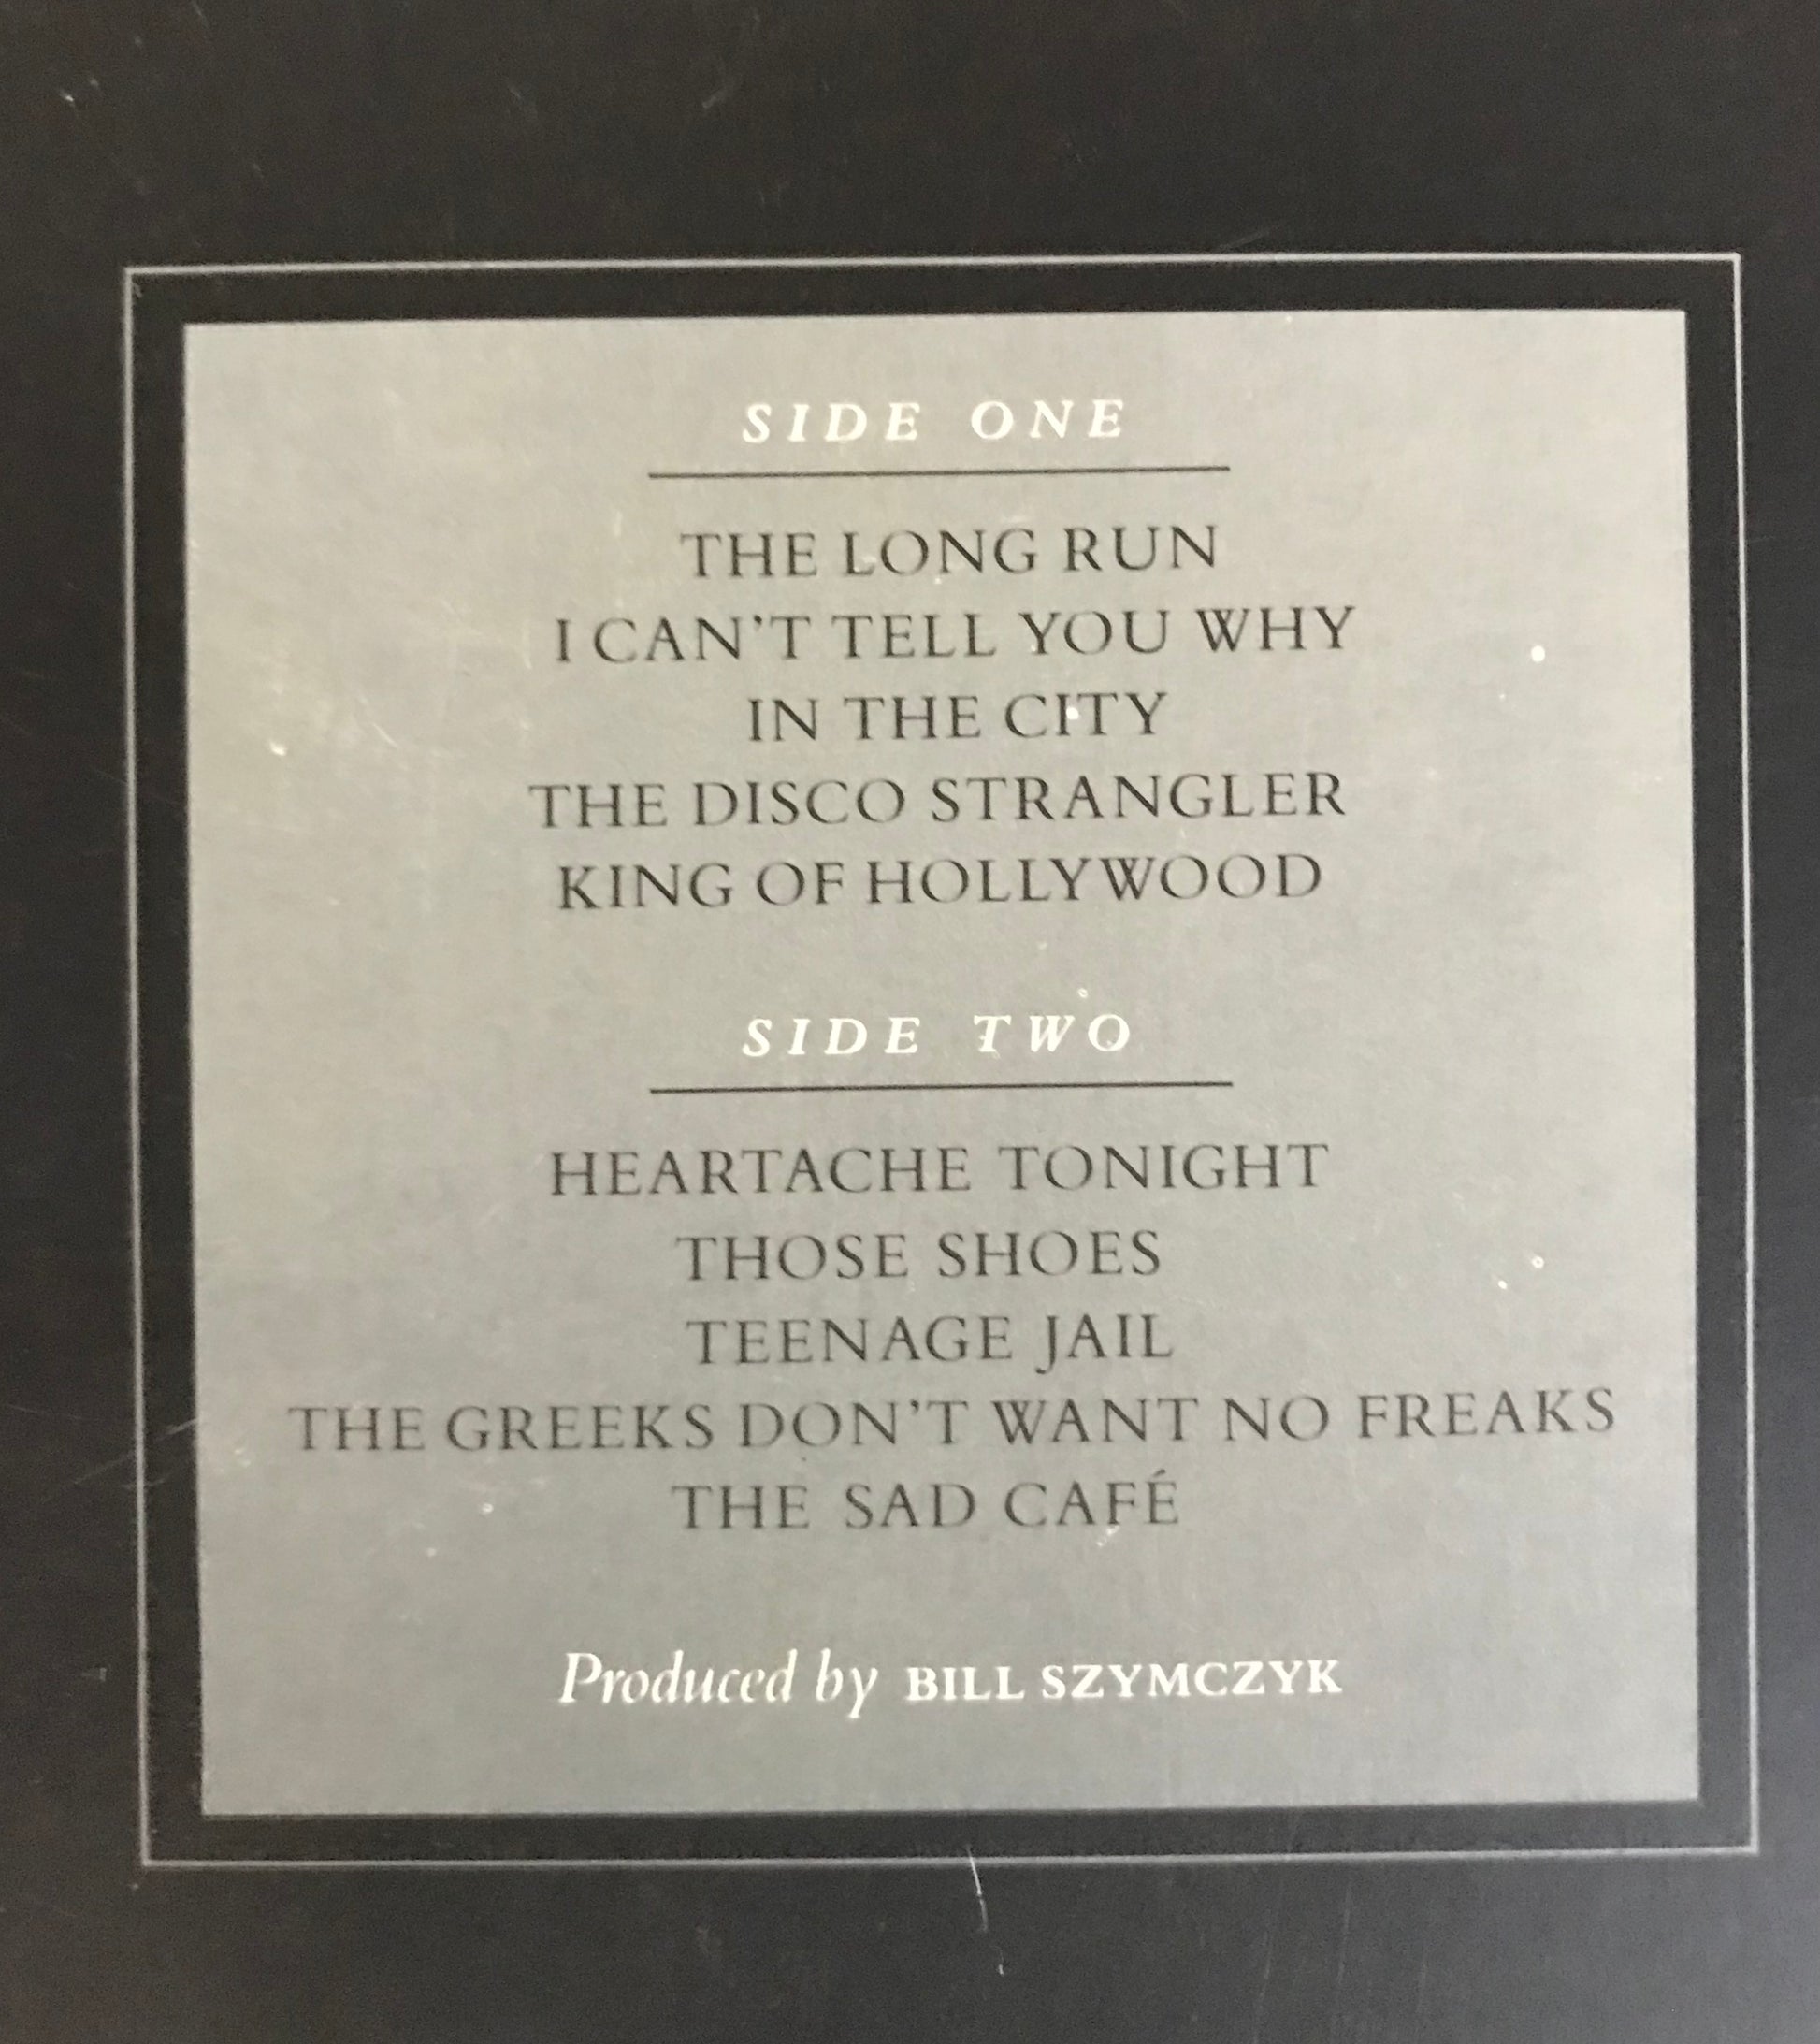 SIDE ONE
THE LONG RUN
I CAN'T TELL YOU WHY
IN THE CITY
THE DISCO STRANGLER
KING OF HOLLYWOOD
SIDE TWO
HEARTACHE TONIGHT
THOSE SHOES
TEENAGE JAIL
THE GREEKS DON'T WANT NO FREAKS
THE SAD CAFÉ
Produced by BILL SZYMCZYK